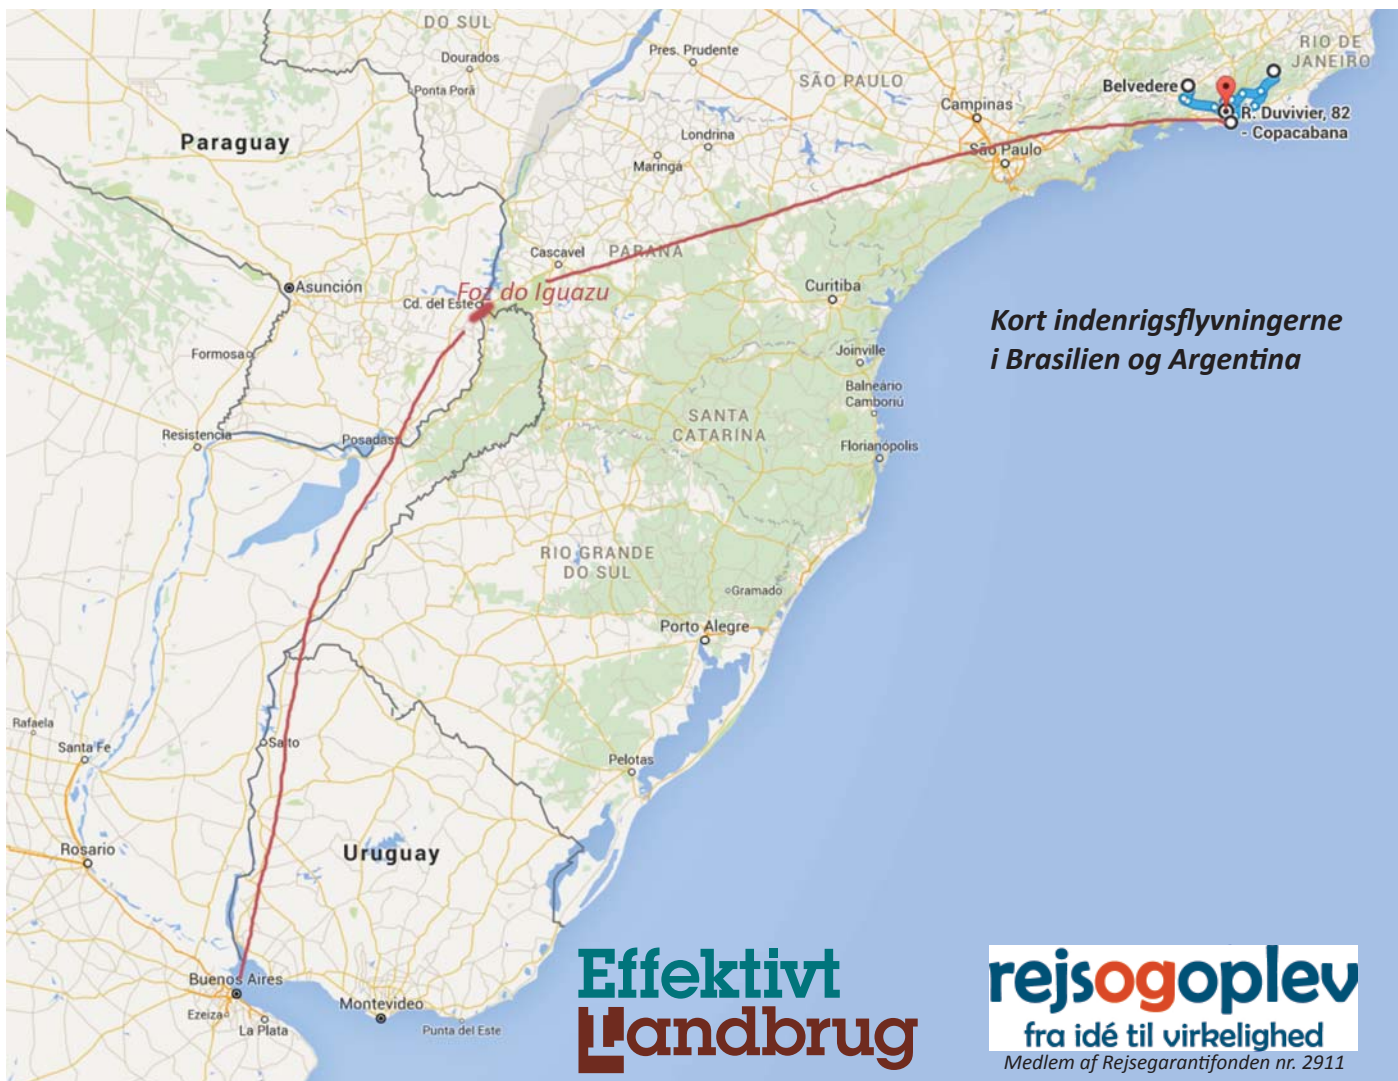 DO SUL
Dourados
Pres. Prudente
RIO DE
JANEIRO
SÃO PAULO
Ponta Porã
Belvedere
Campinas
R. Duvivier, 82
- Copacabana
Paraguay
Londrina
São Paulo
Maringá
Cascavel
PARANÁ
Asunción
Foz do Iguazu
Cd. del Este
Curitiba
Kort indenrigsflyvningerne
i Brasilien og Argentina
Formosa
Joinville
Balneário
Camboriú
SANTA
CATARINA
Resistencia
Posadas
Florianópolis
RIO GRANDE
DO SUL
Gramado
Porto Alegre
Rafaela
Santa Fe
Salto
Pelotas
Rosario
Uruguay
Buenos Aires
Ezeiza
La Plata
Montevideo
Punta del Este
Effektivt
Landbrug
rejsogoplev
fra idé til virkelighed
Medlem af Rejsegarantifonden nr. 2911